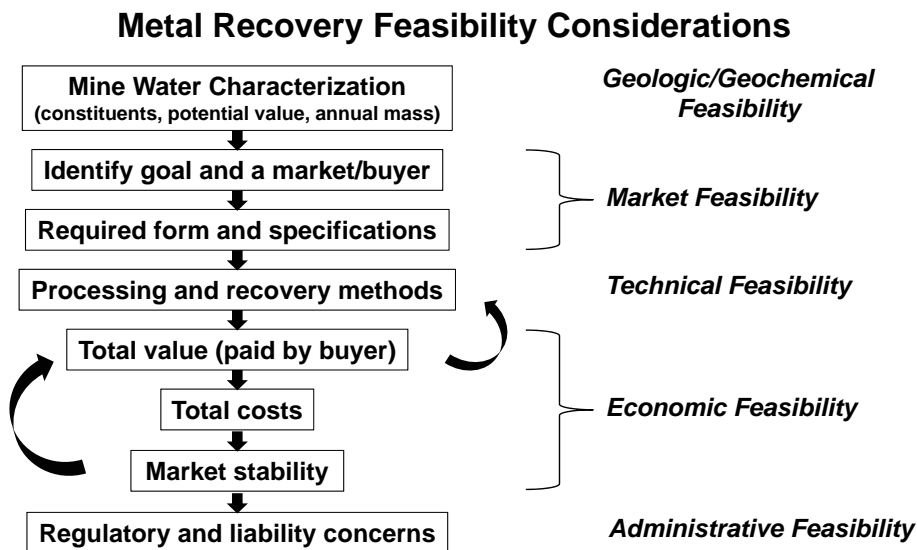 Metal Recovery Feasibility Considerations
Mine Water Characterization
(constituents, potential value, annual mass)
Geologic/Geochemical
Feasibility
Identify goal and a market/buyer
Market Feasibility
Required form and specifications
Processing and recovery methods
Technical Feasibility
Total value (paid by buyer)
Total costs
Economic Feasibility
Market stability
Regulatory and liability concerns
Administrative Feasibility